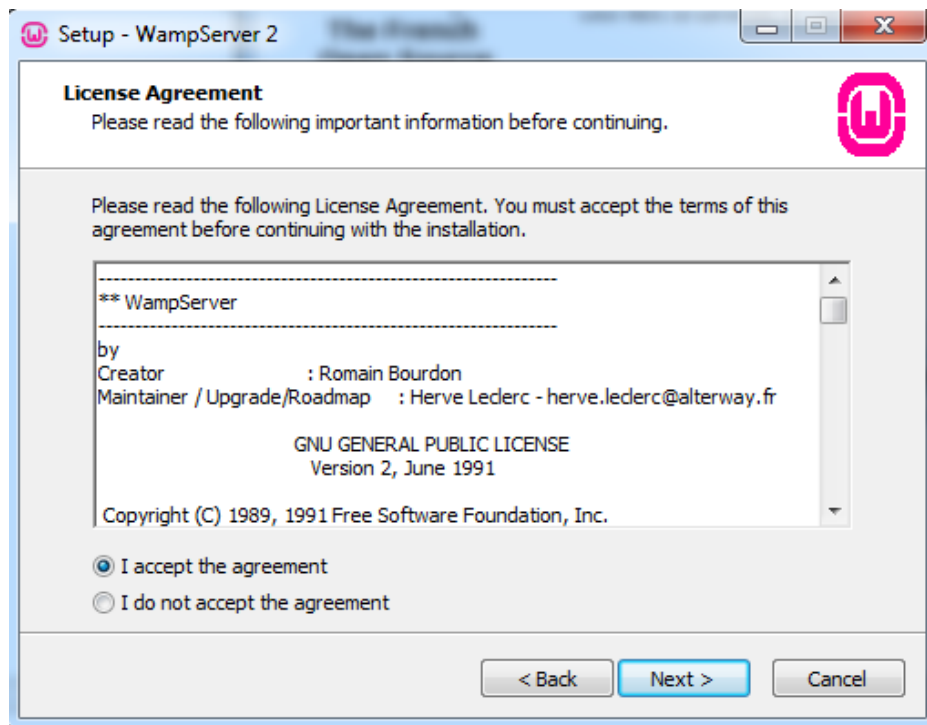 Setup - WampServer 2
The French
License Agreement
Please read the following important information before continuing.
Please read the following License Agreement. You must accept the terms of this
agreement before continuing with the installation.
------------------------------------------------------------
** WampServer
------------------------------------------------------------
by
Creator : Romain Bourdon
Maintainer / Upgrade/Roadmap : Herve Leclerc - herve.leclerc@alterway.fr
GNU GENERAL PUBLIC LICENSE
Version 2, June 1991
Copyright (C) 1989, 1991 Free Software Foundation, Inc.
I accept the agreement
I do not accept the agreement
< Back
Next >
Cancel